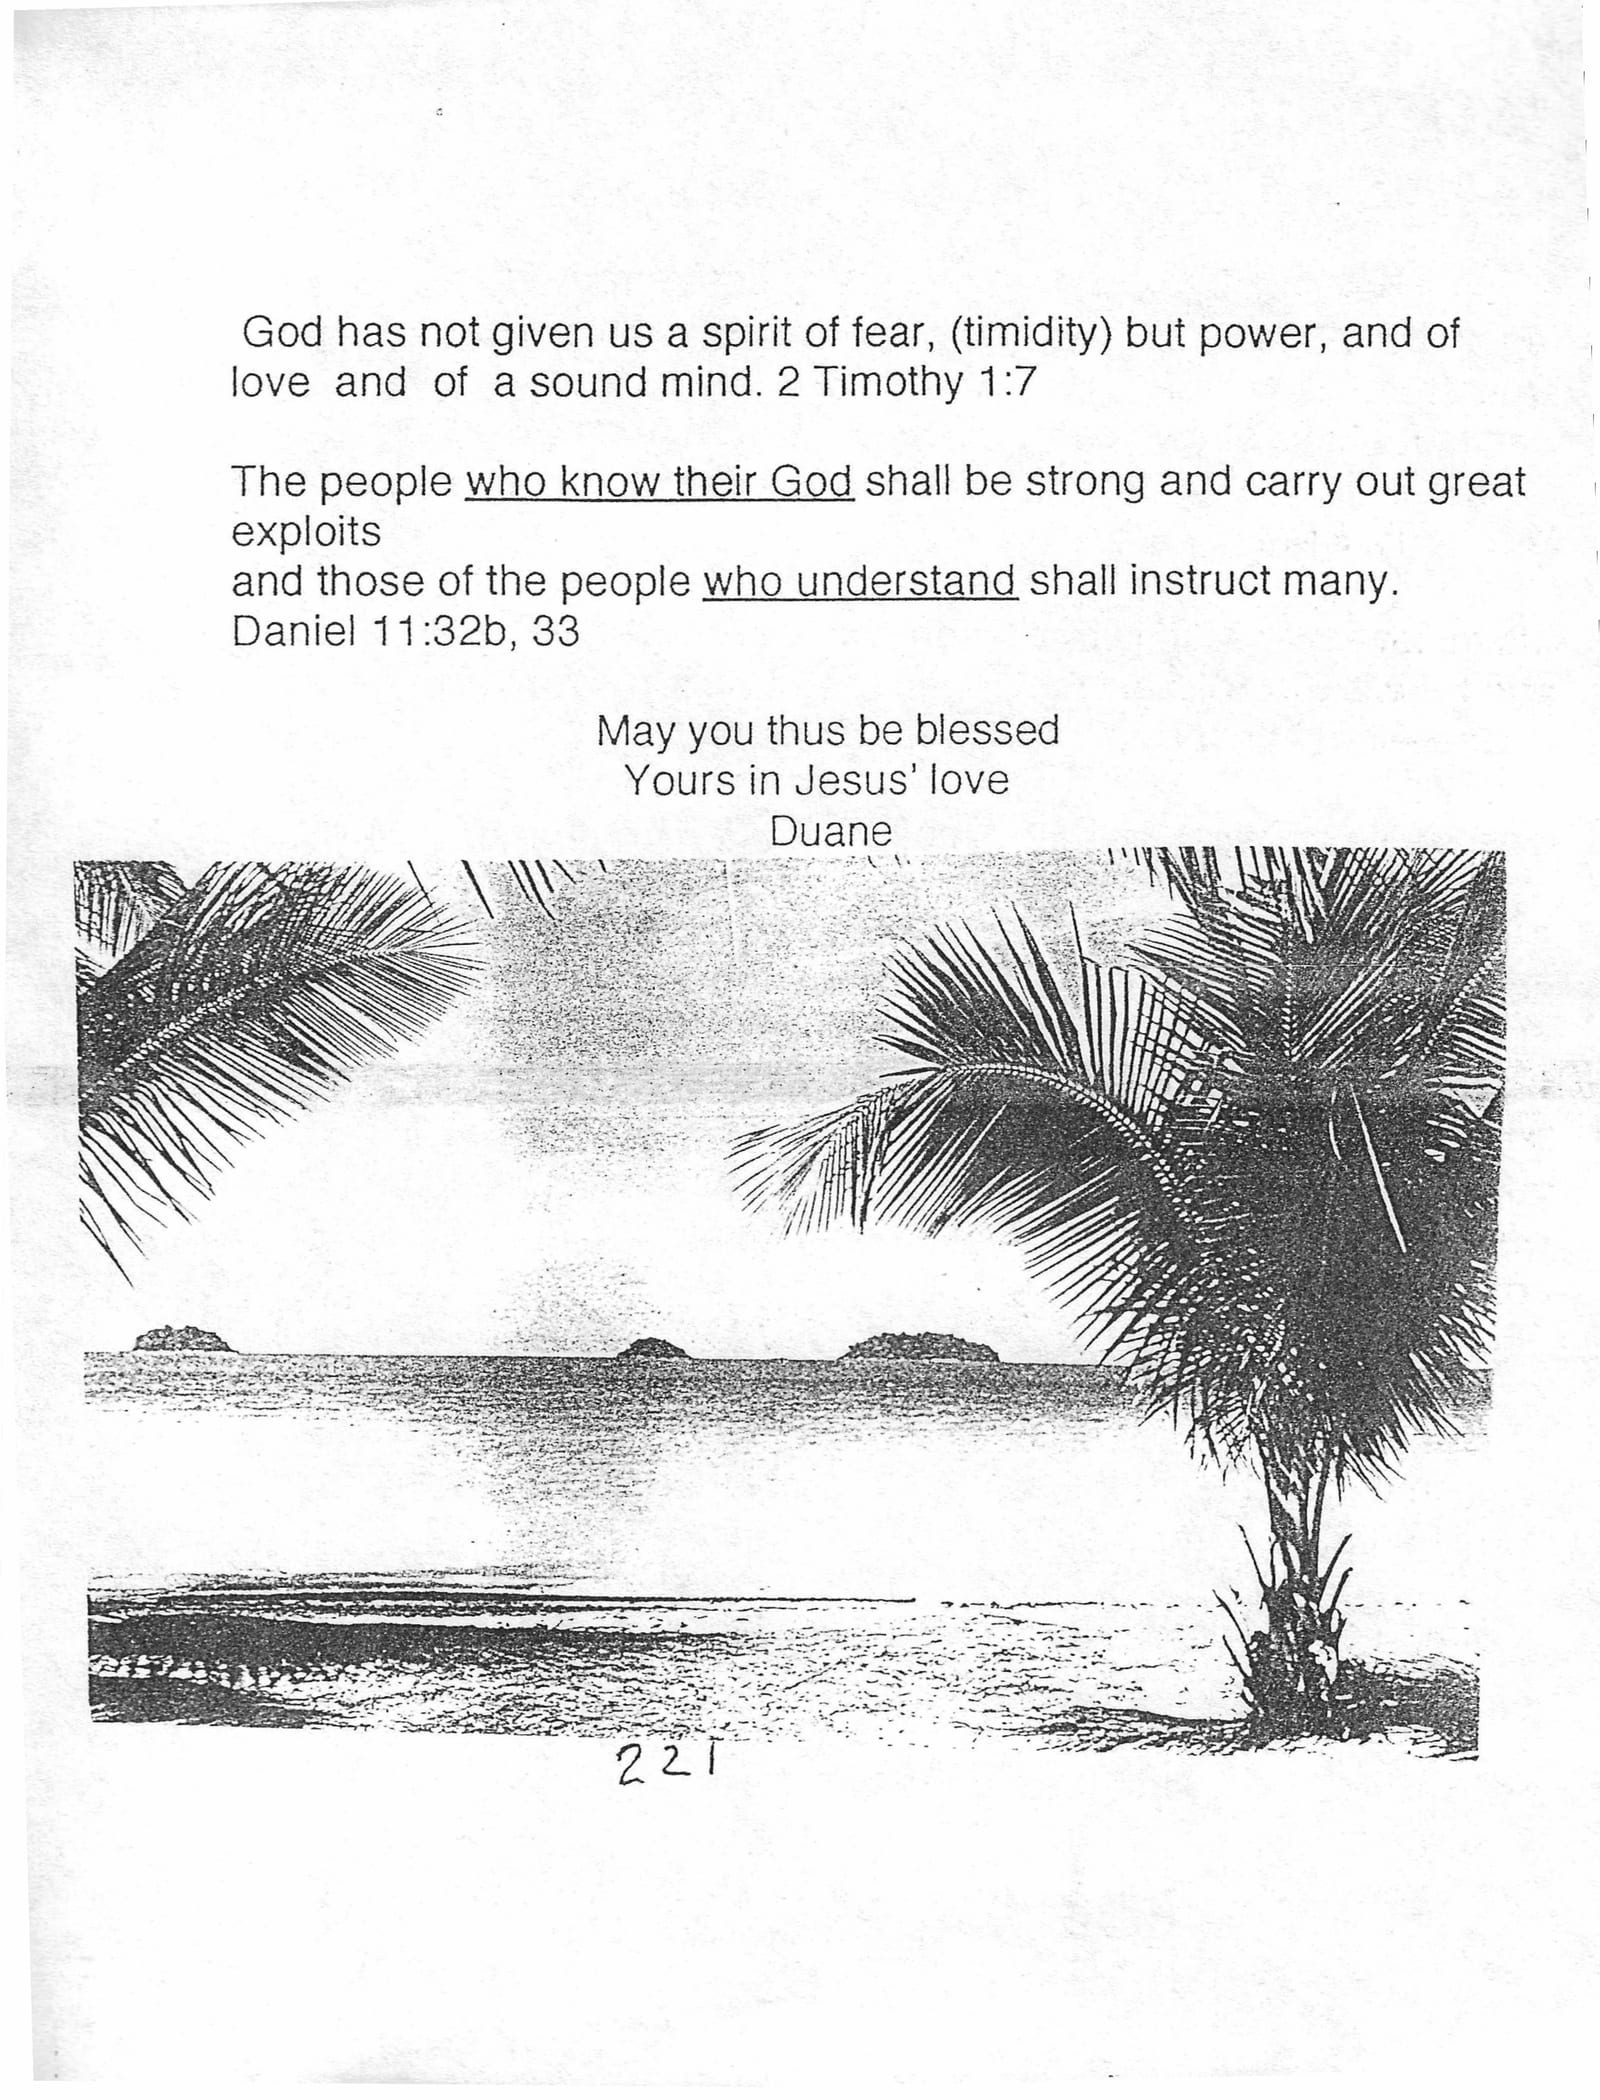 God has not given us a spirit of fear, (timidity) but power, and of
love and of a sound mind. 2 Timothy 1:7
The people who know their God shall be strong and carry out great
exploits
and those of the people who understand shall instruct many.
Daniel 11:32b, 33
May you thus be blessed
Yours in Jesus' love
Duane
221